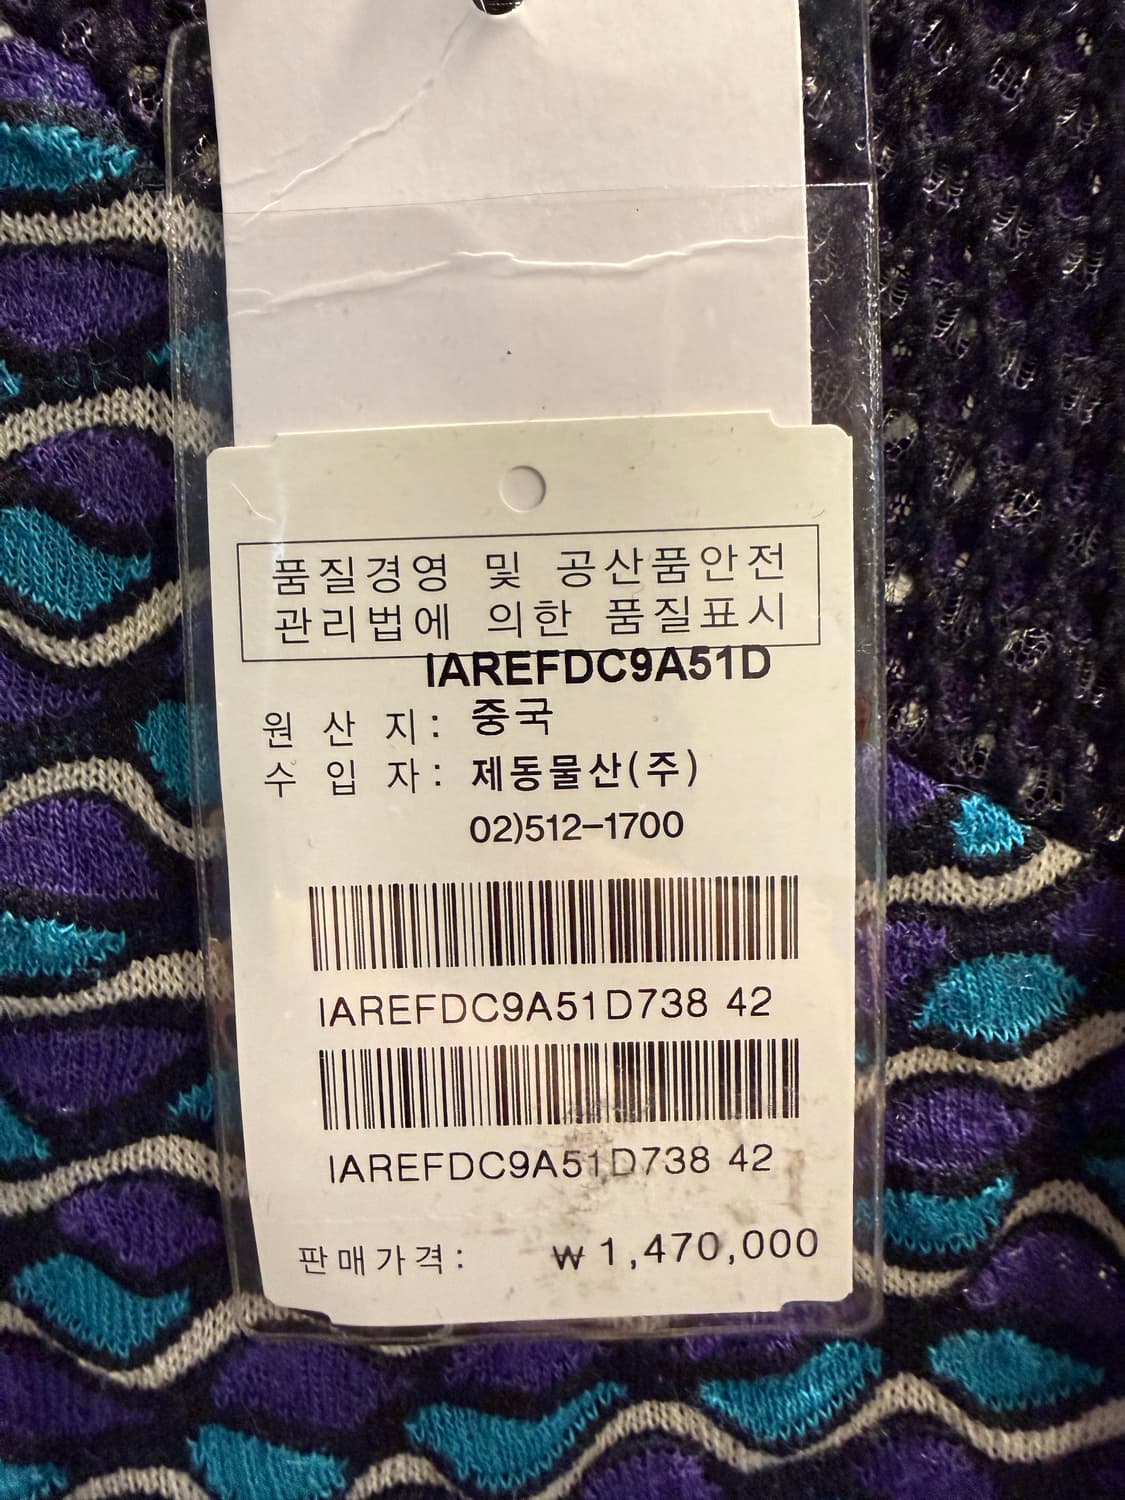 품질경영 및 공산품안전
관리법에 의한 품질표시
IAREFDC9A51D
원 산 지: 중국
수 입 자: 제동물산(주)
02)512-1700
IAREFDC9A51D738 42
IAREFDC9A51D738 42
판매가격: ₩1,470,000